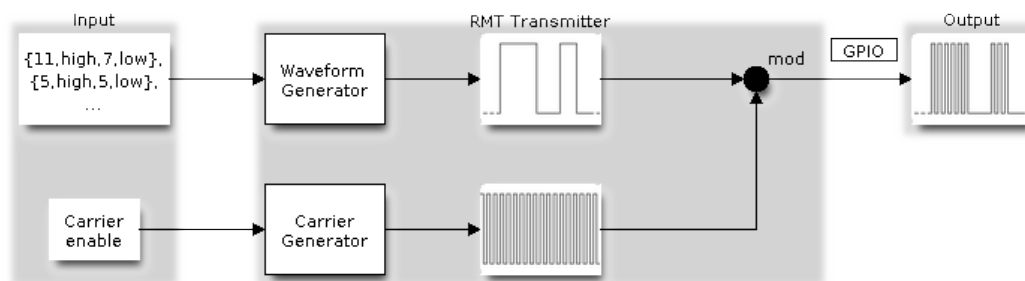 Input
RMT Transmitter
Output
{11,high,7,low},
{5,high,5,low},
...
Waveform
Generator
mod
GPIO
Carrier
enable
Carrier
Generator